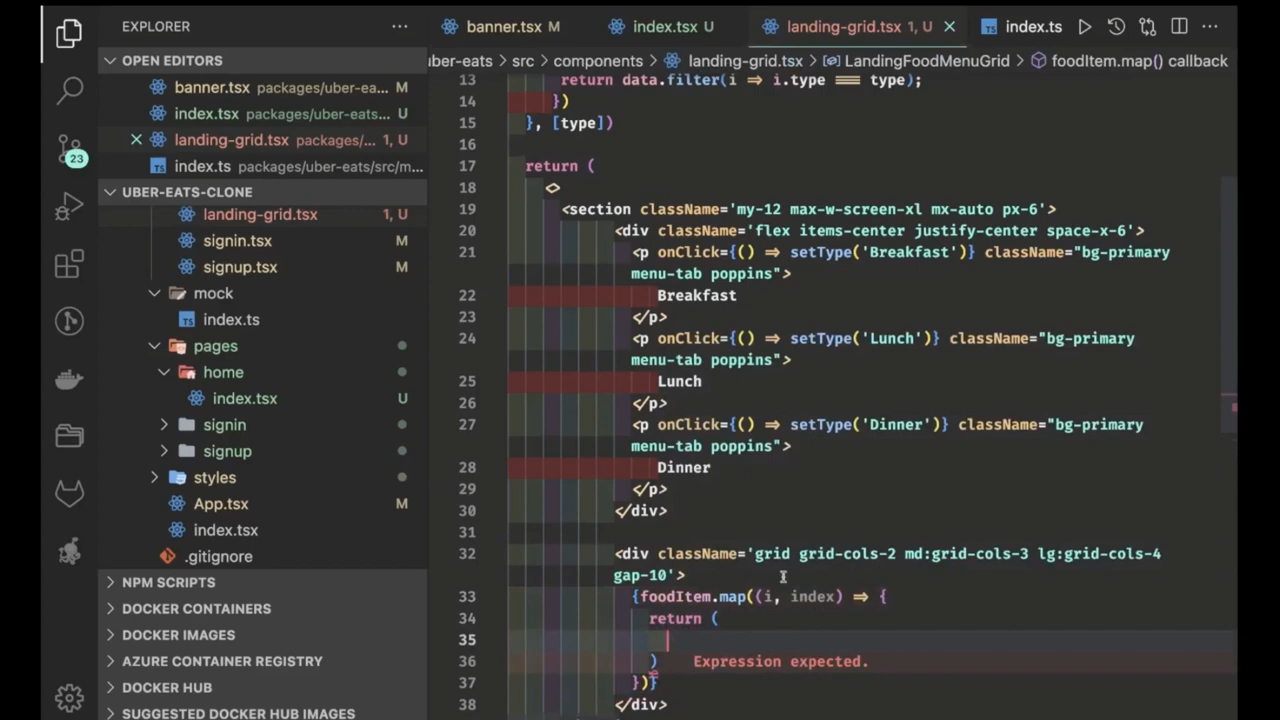 EXPLORER
OPEN EDITORS
banner.tsx packages/uber-ea... M
index.tsx packages/uber-eats... U
landing-grid.tsx packages/... 1, U
index.ts packages/uber-eats/src/m...
23
UBER-EATS-CLONE
landing-grid.tsx 1, U
signin.tsx M
signup.tsx M
mock
index.ts
pages
home
index.tsx U
signin
signup
styles
App.tsx M
index.tsx
.gitignore
NPM SCRIPTS
DOCKER CONTAINERS
DOCKER IMAGES
AZURE CONTAINER REGISTRY
DOCKER HUB
SUGGESTED DOCKER HUB IMAGES
banner.tsx M index.tsx U landing-grid.tsx 1, U index.ts
uber-eats > src > components > landing-grid.tsx > LandingFoodMenuGrid > foodItem.map() callback
13 return data.filter(i => i.type === type);
14 })
15 }, [type])
16
17 return (
18 <>
19 <section className='my-12 max-w-screen-xl mx-auto px-6'>
20 <div className='flex items-center justify-center space-x-6'>
21 <p onClick={() => setType('Breakfast')} className="bg-primary
menu-tab poppins">
22 Breakfast
23 </p>
24 <p onClick={() => setType('Lunch')} className="bg-primary
menu-tab poppins">
25 Lunch
26 </p>
27 <p onClick={() => setType('Dinner')} className="bg-primary
menu-tab poppins">
28 Dinner
29 </p>
30 </div>
31
32 <div className='grid grid-cols-2 md:grid-cols-3 lg:grid-cols-4
gap-10'>
33 {foodItem.map((i, index) => {
34 return (
35
36 ) Expression expected.
37 })}
38 </div>